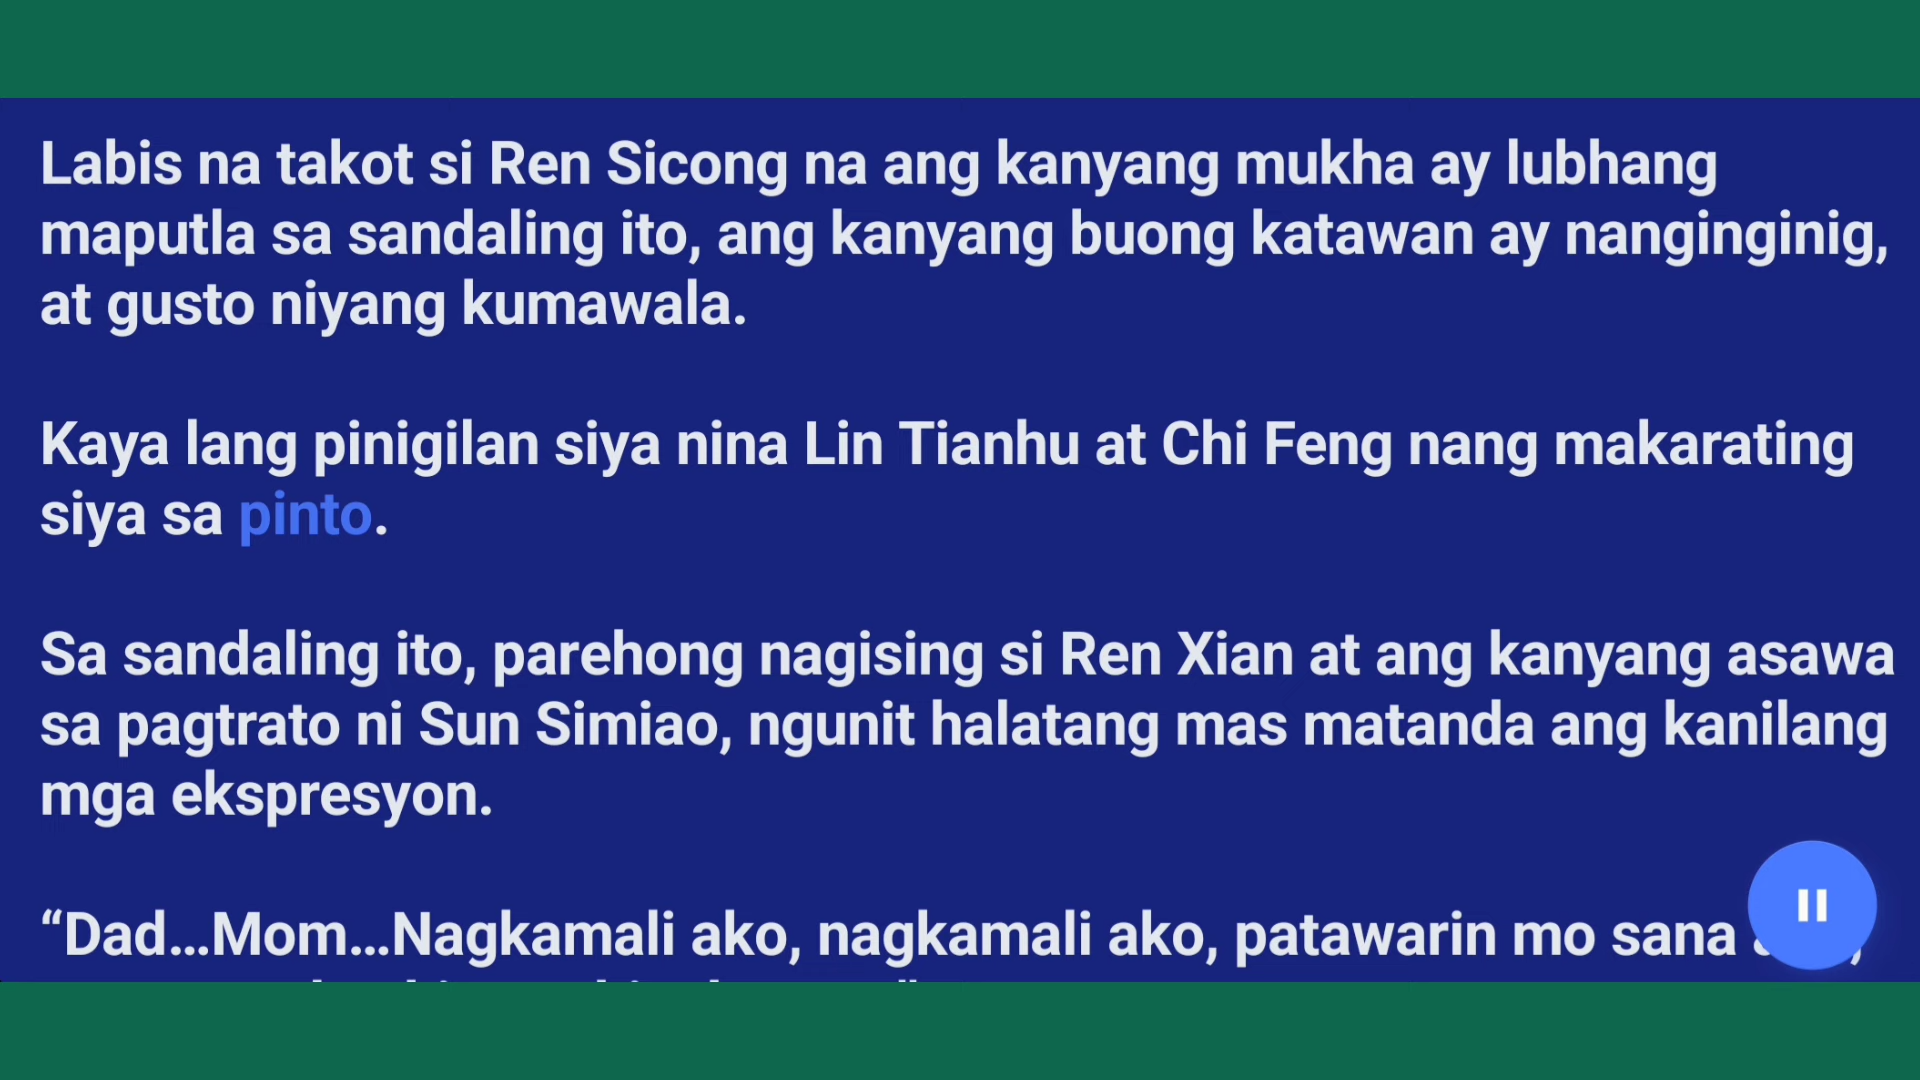 Labis na takot si Ren Sicong na ang kanyang mukha ay lubhang
maputla sa sandaling ito, ang kanyang buong katawan ay nanginginig,
at gusto niyang kumawala.
Kaya lang pinigilan siya nina Lin Tianhu at Chi Feng nang makarating
siya sa pinto.
Sa sandaling ito, parehong nagising si Ren Xian at ang kanyang asawa
sa pagtrato ni Sun Simiao, ngunit halatang mas matanda ang kanilang
mga ekspresyon.
“Dad…Mom…Nagkamali ako, nagkamali ako, patawarin mo sana